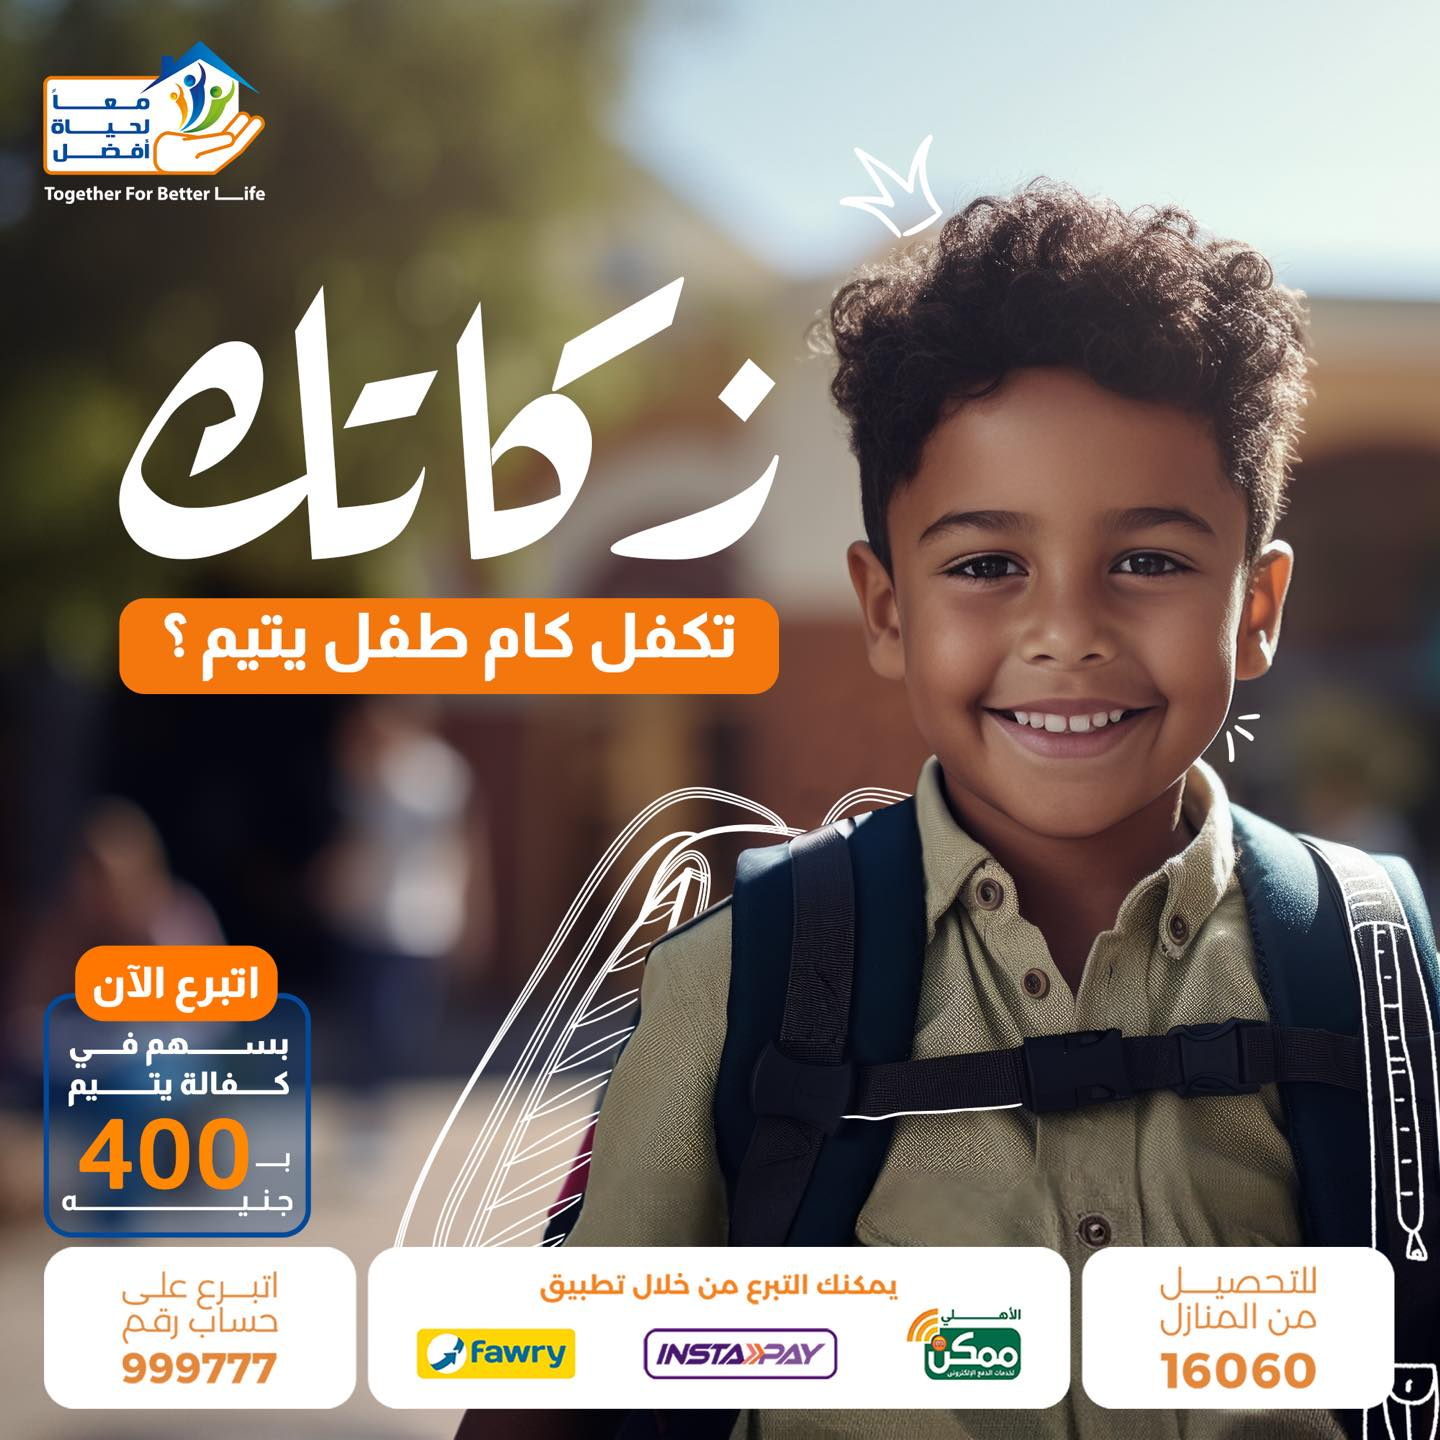 معاً
لحياة
أفضل
Together For Better Life
زكاتك
تكفل كام طفل يتيم ؟
اتبرع الآن
بسهم في
كفالة يتيم
بـ 400
جنيه
للتحصيل
من المنازل
16060
يمكنك التبرع من خلال تطبيق
الأهلي
ممكن
لخدمات الدفع الإلكترونى
INSTAPAY
fawry
اتبرع على
حساب رقم
999777